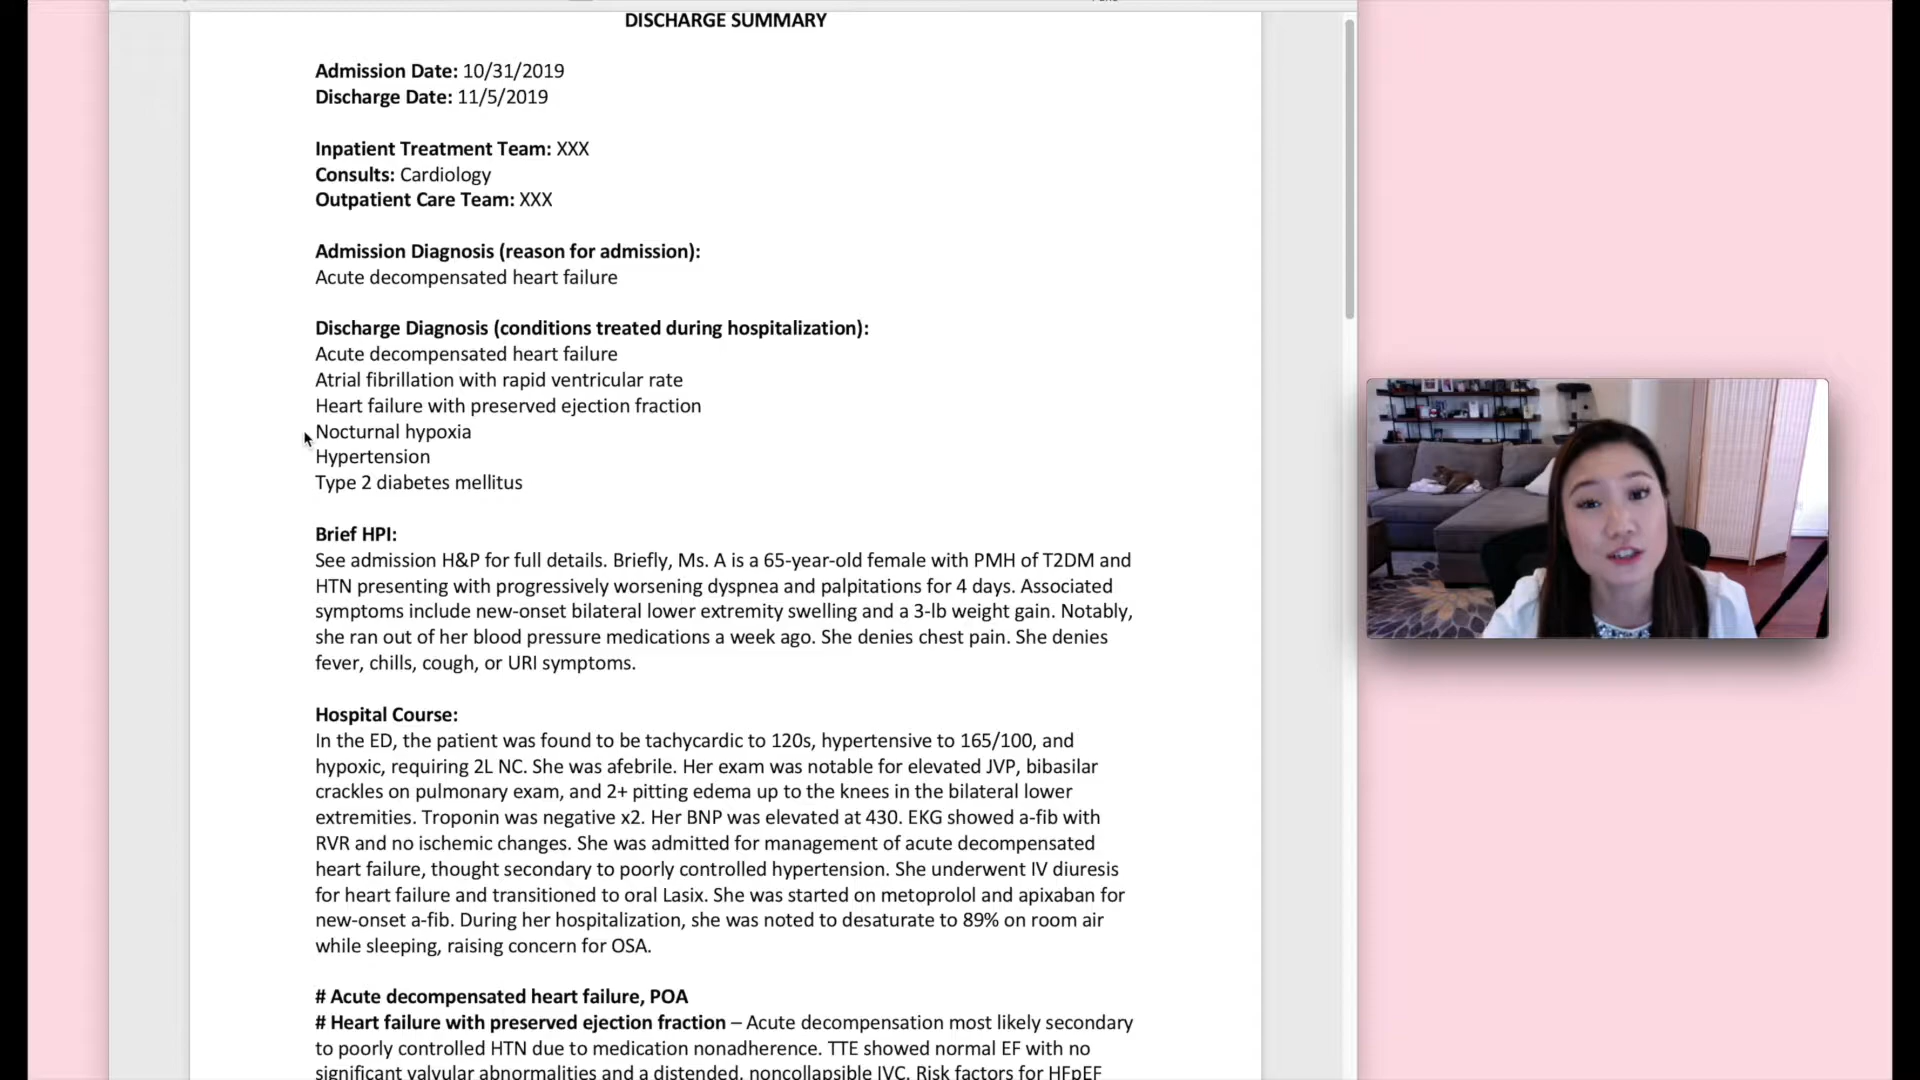 DISCHARGE SUMMARY
Admission Date: 10/31/2019
Discharge Date: 11/5/2019
Inpatient Treatment Team: XXX
Consults: Cardiology
Outpatient Care Team: XXX
Admission Diagnosis (reason for admission):
Acute decompensated heart failure
Discharge Diagnosis (conditions treated during hospitalization):
Acute decompensated heart failure
Atrial fibrillation with rapid ventricular rate
Heart failure with preserved ejection fraction
Nocturnal hypoxia
Hypertension
Type 2 diabetes mellitus
Brief HPI:
See admission H&P for full details. Briefly, Ms. A is a 65-year-old female with PMH of T2DM and
HTN presenting with progressively worsening dyspnea and palpitations for 4 days. Associated
symptoms include new-onset bilateral lower extremity swelling and a 3-lb weight gain. Notably,
she ran out of her blood pressure medications a week ago. She denies chest pain. She denies
fever, chills, cough, or URI symptoms.
Hospital Course:
In the ED, the patient was found to be tachycardic to 120s, hypertensive to 165/100, and
hypoxic, requiring 2L NC. She was afebrile. Her exam was notable for elevated JVP, bibasilar
crackles on pulmonary exam, and 2+ pitting edema up to the knees in the bilateral lower
extremities. Troponin was negative x2. Her BNP was elevated at 430. EKG showed a-fib with
RVR and no ischemic changes. She was admitted for management of acute decompensated
heart failure, thought secondary to poorly controlled hypertension. She underwent IV diuresis
for heart failure and transitioned to oral Lasix. She was started on metoprolol and apixaban for
new-onset a-fib. During her hospitalization, she was noted to desaturate to 89% on room air
while sleeping, raising concern for OSA.
# Acute decompensated heart failure, POA
# Heart failure with preserved ejection fraction – Acute decompensation most likely secondary
to poorly controlled HTN due to medication nonadherence. TTE showed normal EF with no
significant valvular abnormalities and a distended, noncollapsible IVC. Risk factors for HFpEF